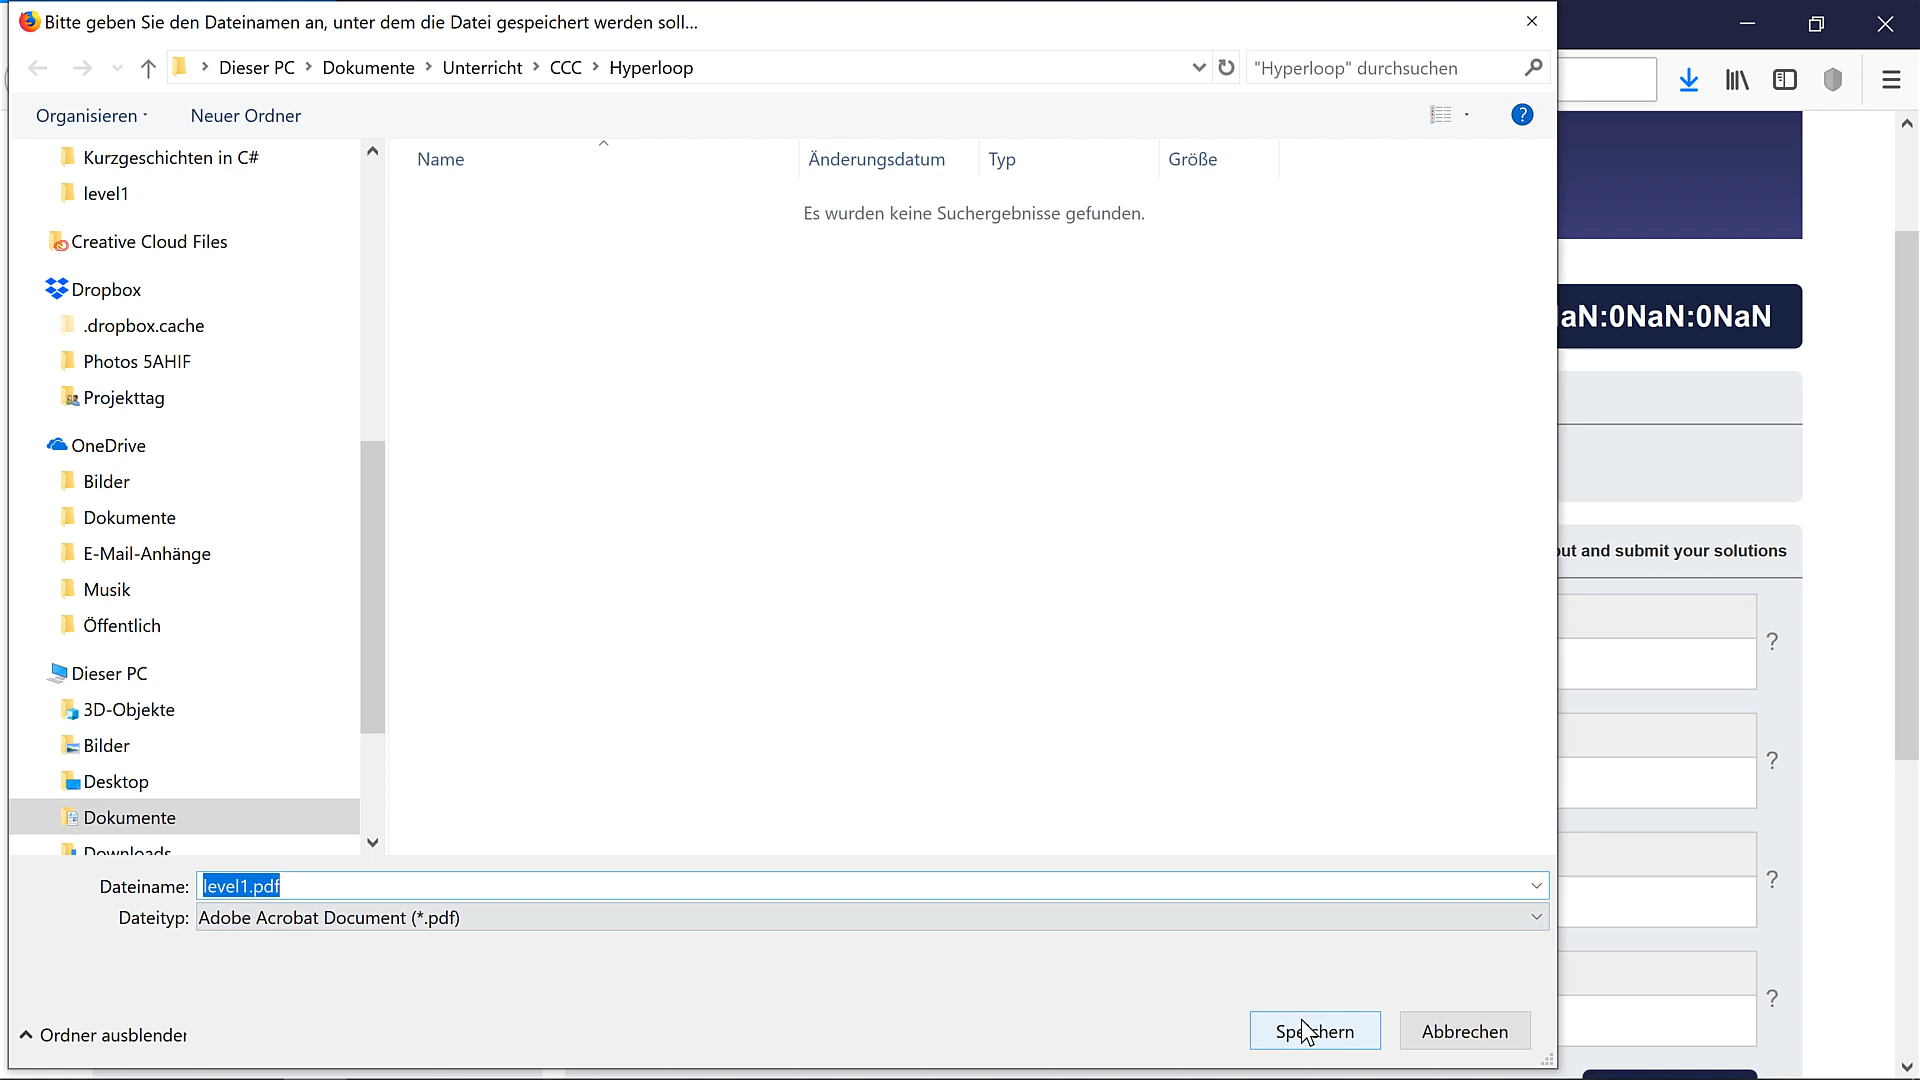 Bitte geben Sie den Dateinamen an, unter dem die Datei gespeichert werden soll...
Dieser PC > Dokumente > Unterricht > CCC > Hyperloop
"Hyperloop" durchsuchen
Organisieren
Neuer Ordner
?
Name
Änderungsdatum
Typ
Größe
Es wurden keine Suchergebnisse gefunden.
Kurzgeschichten in C#
level1
Creative Cloud Files
Dropbox
.dropbox.cache
Photos 5AHIF
Projekttag
OneDrive
Bilder
Dokumente
E-Mail-Anhänge
Musik
Öffentlich
Dieser PC
3D-Objekte
Bilder
Desktop
Dokumente
Downloads
Dateiname: level1.pdf
Dateityp: Adobe Acrobat Document (*.pdf)
Ordner ausblender
Speichern
Abbrechen
aN:0NaN:0NaN
and submit your solutions
?
?
?
?